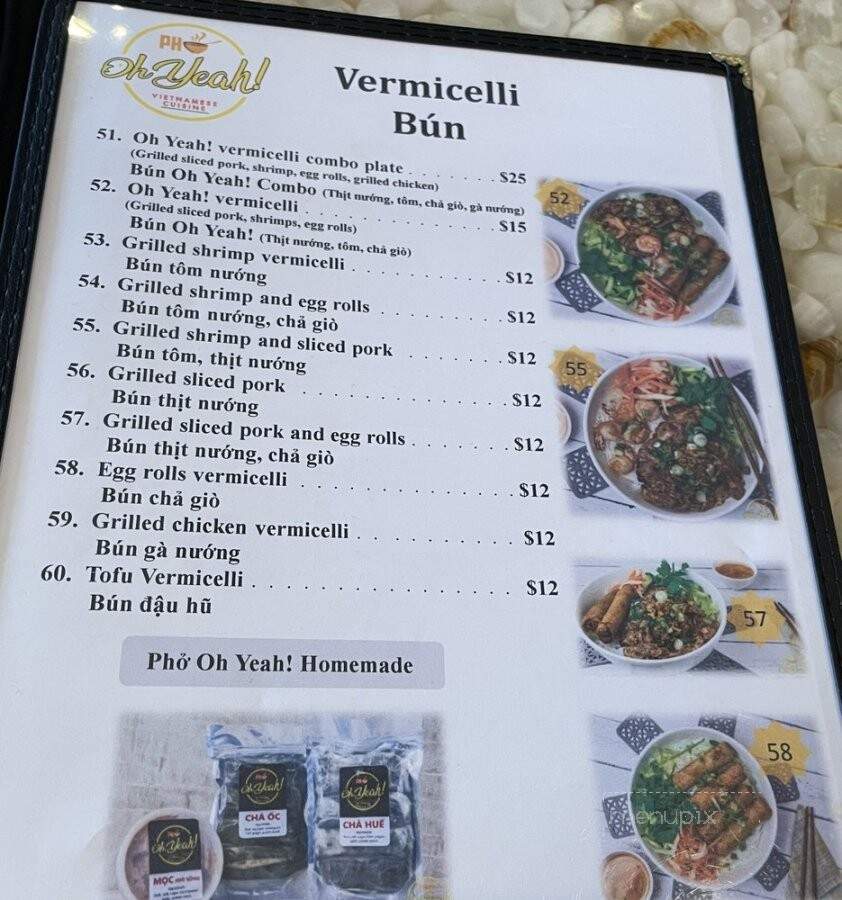 PHỞ
Oh Yeah!
VIETNAMESE
CUISINE
Vermicelli
Bún
51. Oh Yeah! vermicelli combo plate . . . . . . . $25
(Grilled sliced pork, shrimp, egg rolls, grilled chicken)
Bún Oh Yeah! Combo (Thịt nướng, tôm, chả giò, gà nướng)
52. Oh Yeah! vermicelli . . . . . . . . . . . . . . $15
(Grilled sliced pork, shrimps, egg rolls)
Bún Oh Yeah! (Thịt nướng, tôm, chả giò)
53. Grilled shrimp vermicelli . . . . . . . . . . . $12
Bún tôm nướng
54. Grilled shrimp and egg rolls . . . . . . . . . $12
Bún tôm nướng, chả giò
55. Grilled shrimp and sliced pork . . . . . . . $12
Bún tôm, thịt nướng
56. Grilled sliced pork . . . . . . . . . . . . . . $12
Bún thịt nướng
57. Grilled sliced pork and egg rolls . . . . . . . $12
Bún thịt nướng, chả giò
58. Egg rolls vermicelli . . . . . . . . . . . . . . $12
Bún chả giò
59. Grilled chicken vermicelli . . . . . . . . . . $12
Bún gà nướng
60. Tofu Vermicelli . . . . . . . . . . . . . . . $12
Bún đậu hũ
52
55
57
58
Phở Oh Yeah! Homemade
PHỞ
Oh Yeah!
CHẢ ỐC
PHỞ
Oh Yeah!
CHẢ HUẾ
PHỞ
Oh Yeah!
MỌC
menupix